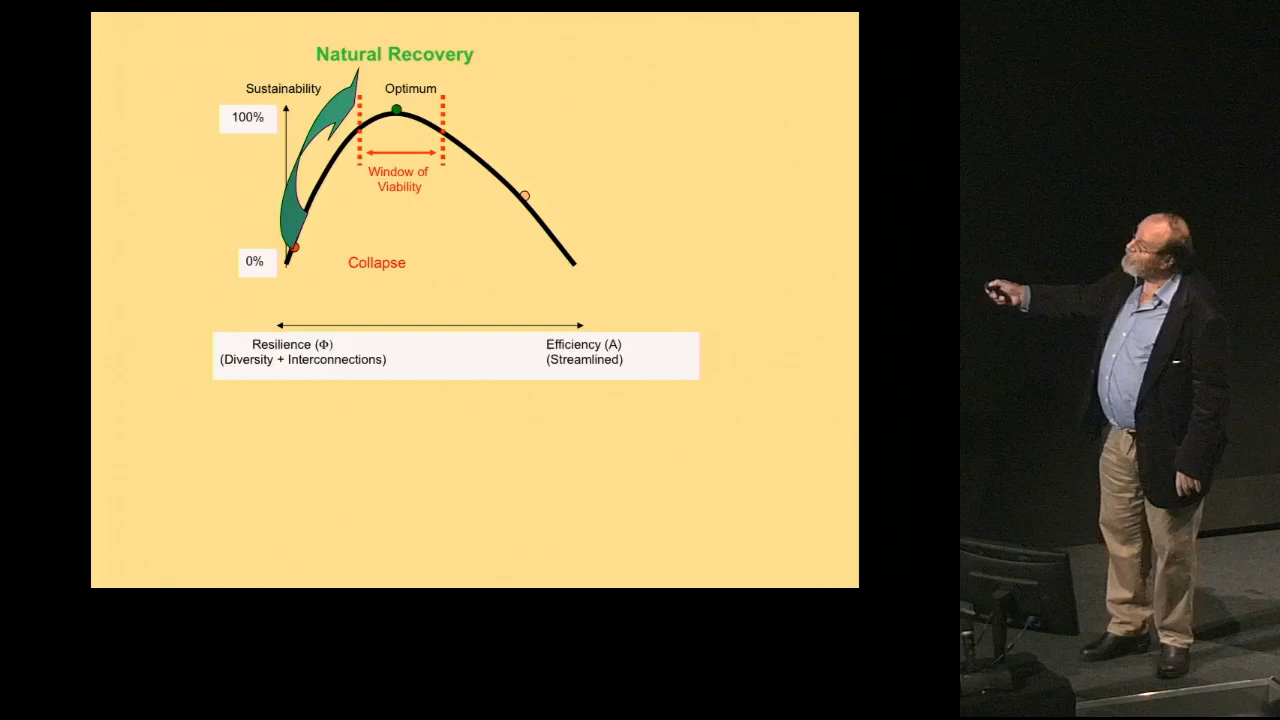 Natural Recovery
Sustainability
Optimum
100%
Window of
Viability
0%
Collapse
Resilience (Φ)
(Diversity + Interconnections)
Efficiency (A)
(Streamlined)